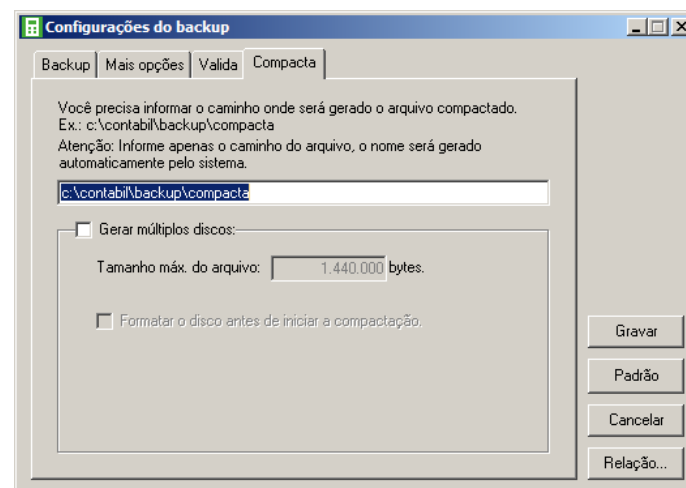 Configurações do backup
Backup Mais opções Valida Compacta
Você precisa informar o caminho onde será gerado o arquivo compactado.
Ex.: c:\contabil\backup\compacta
Atenção: Informe apenas o caminho do arquivo, o nome será gerado
automaticamente pelo sistema.
c:\contabil\backup\compacta
Gerar múltiplos discos:
Tamanho máx. do arquivo: 1.440.000 bytes.
Formatar o disco antes de iniciar a compactação.
Gravar
Padrão
Cancelar
Relação...